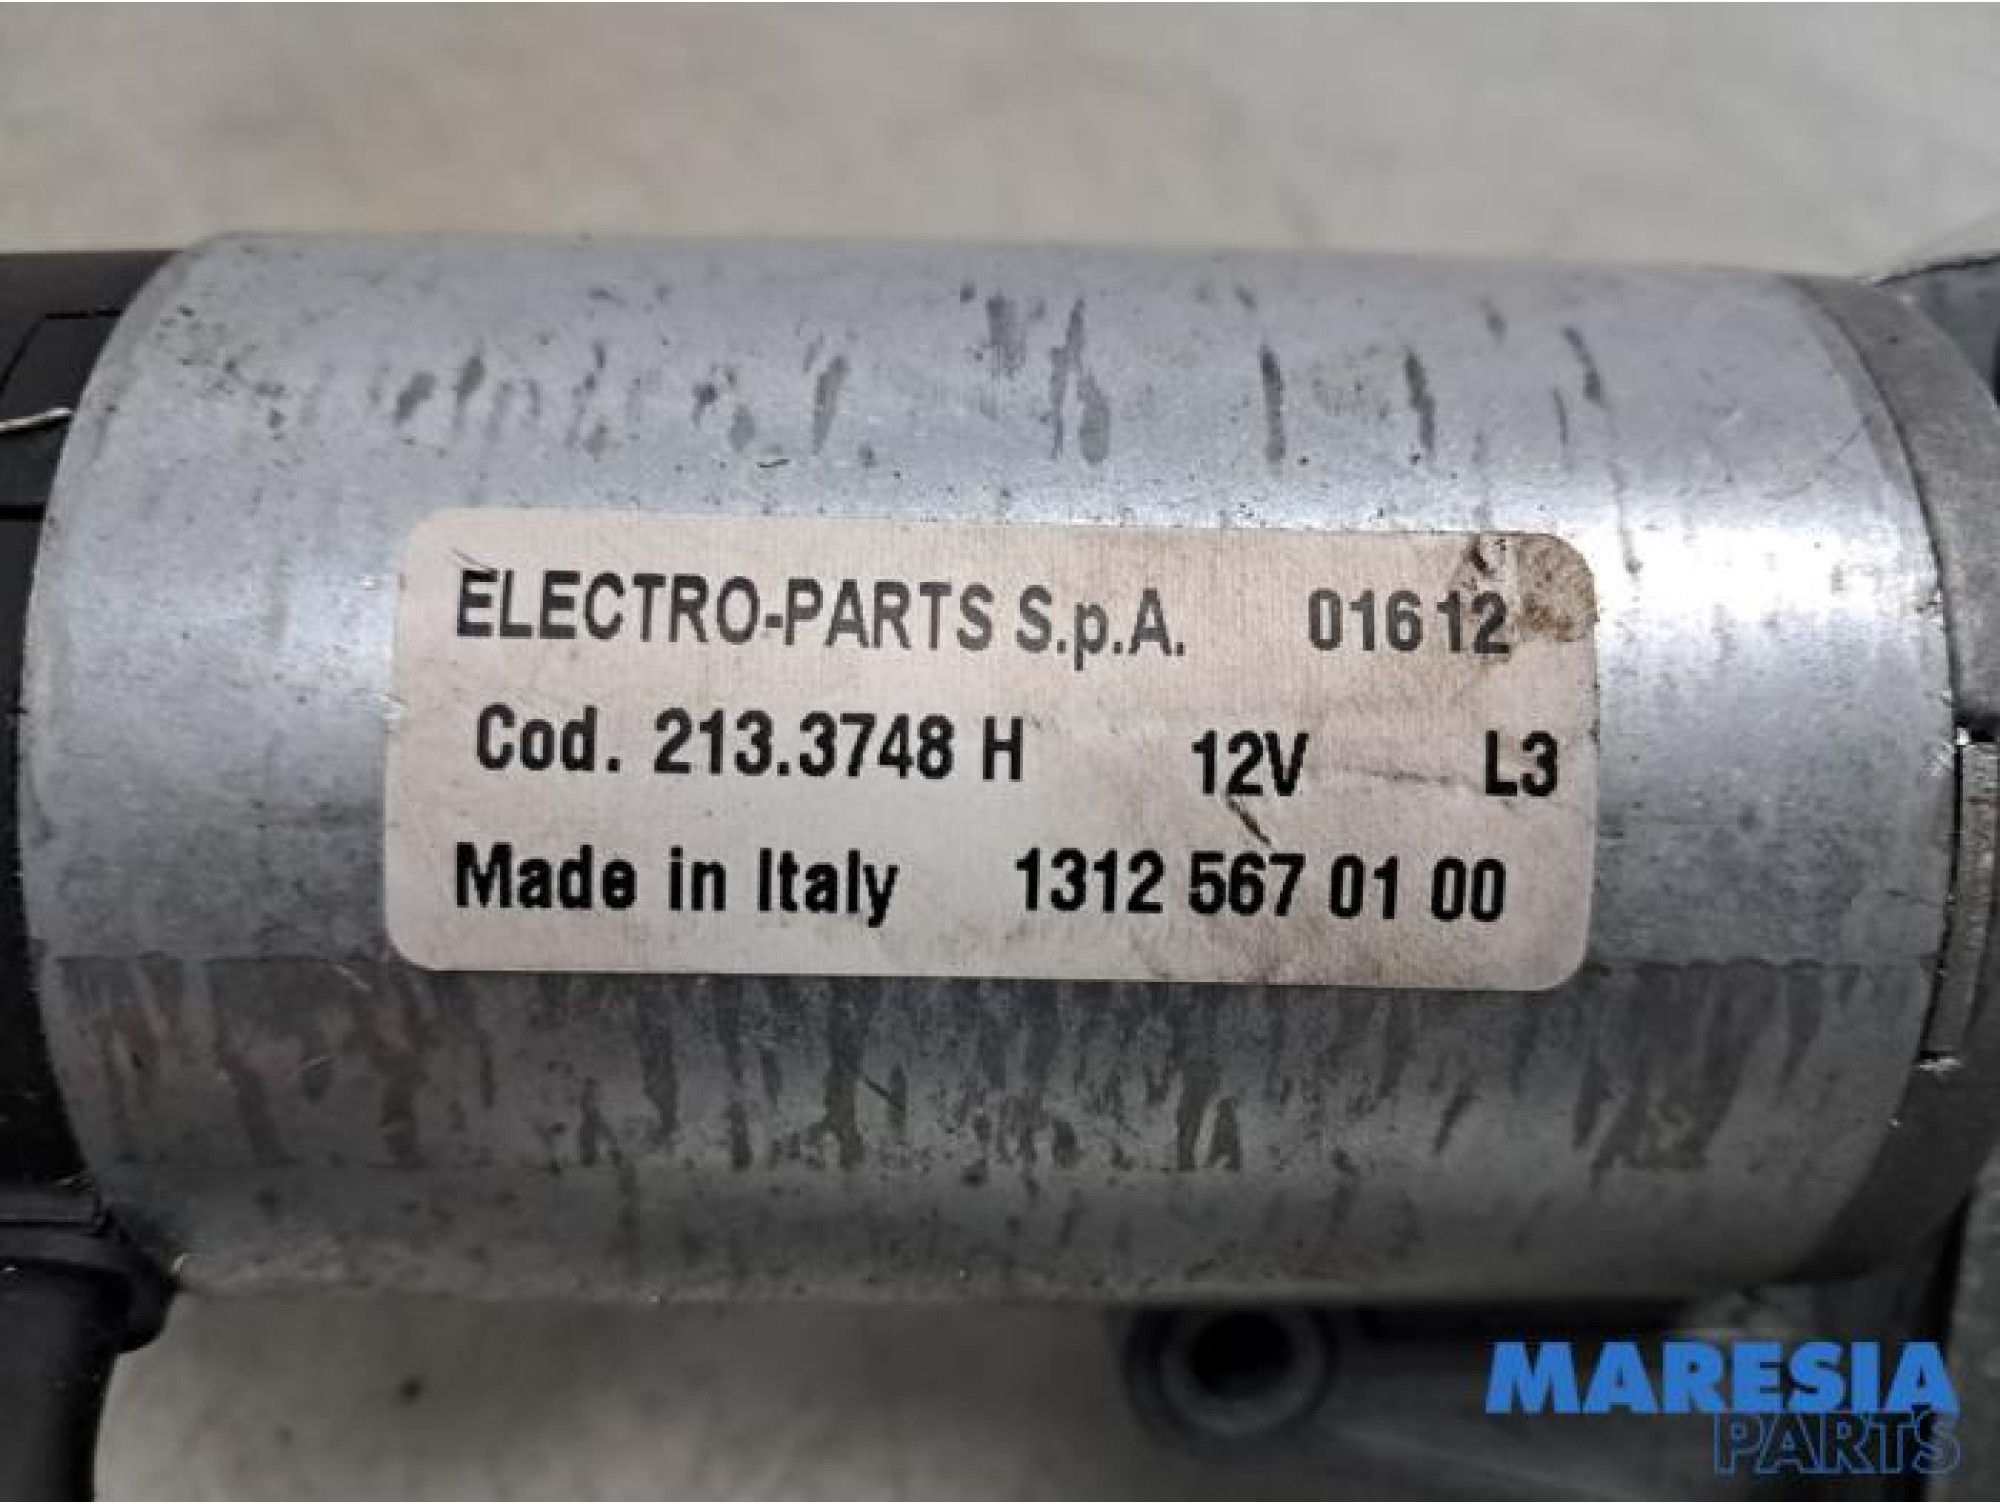 ELECTRO-PARTS S.p.A. 01612
Cod. 213.3748 H 12V L3
Made in Italy 1312 567 01 00
MARESIA
PARTS